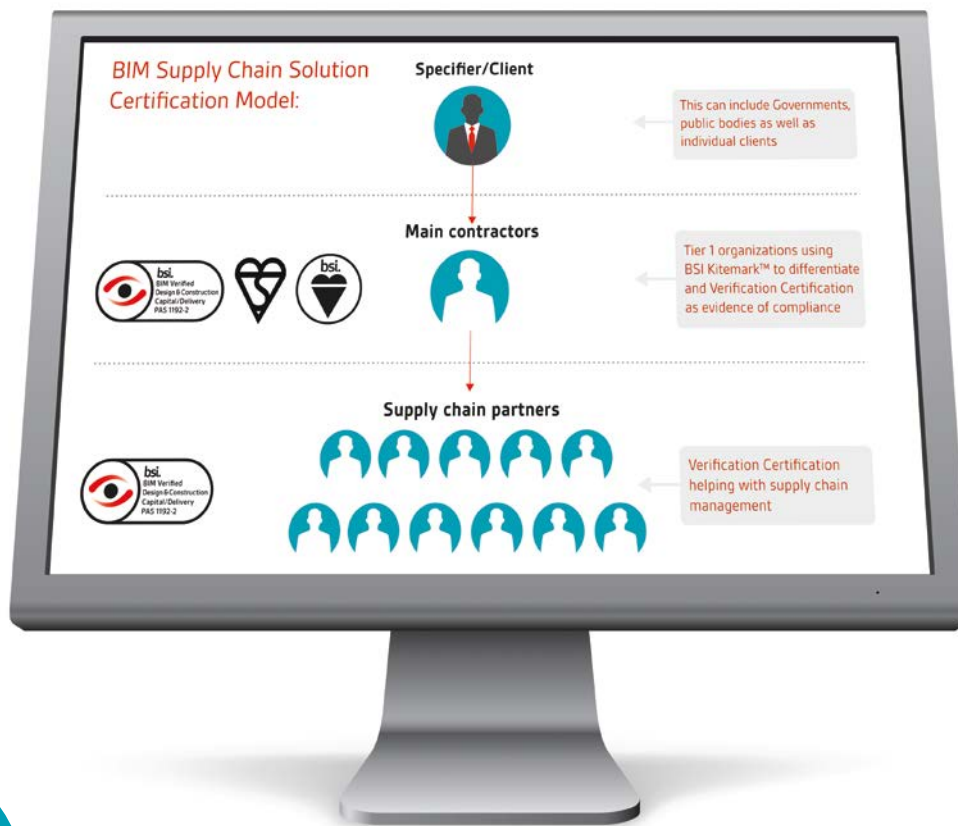 BIM Supply Chain Solution
Certification Model:
Specifier/Client
This can include Governments,
public bodies as well as
individual clients
Main contractors
bsi.
BIM Verified
Design & Construction
Capital/Delivery
PAS 1192-2
bsi.
Tier 1 organizations using
BSI Kitemark™ to differentiate
and Verification Certification
as evidence of compliance
Supply chain partners
bsi.
BIM Verified
Design & Construction
Capital/Delivery
PAS 1192-2
Verification Certification
helping with supply chain
management